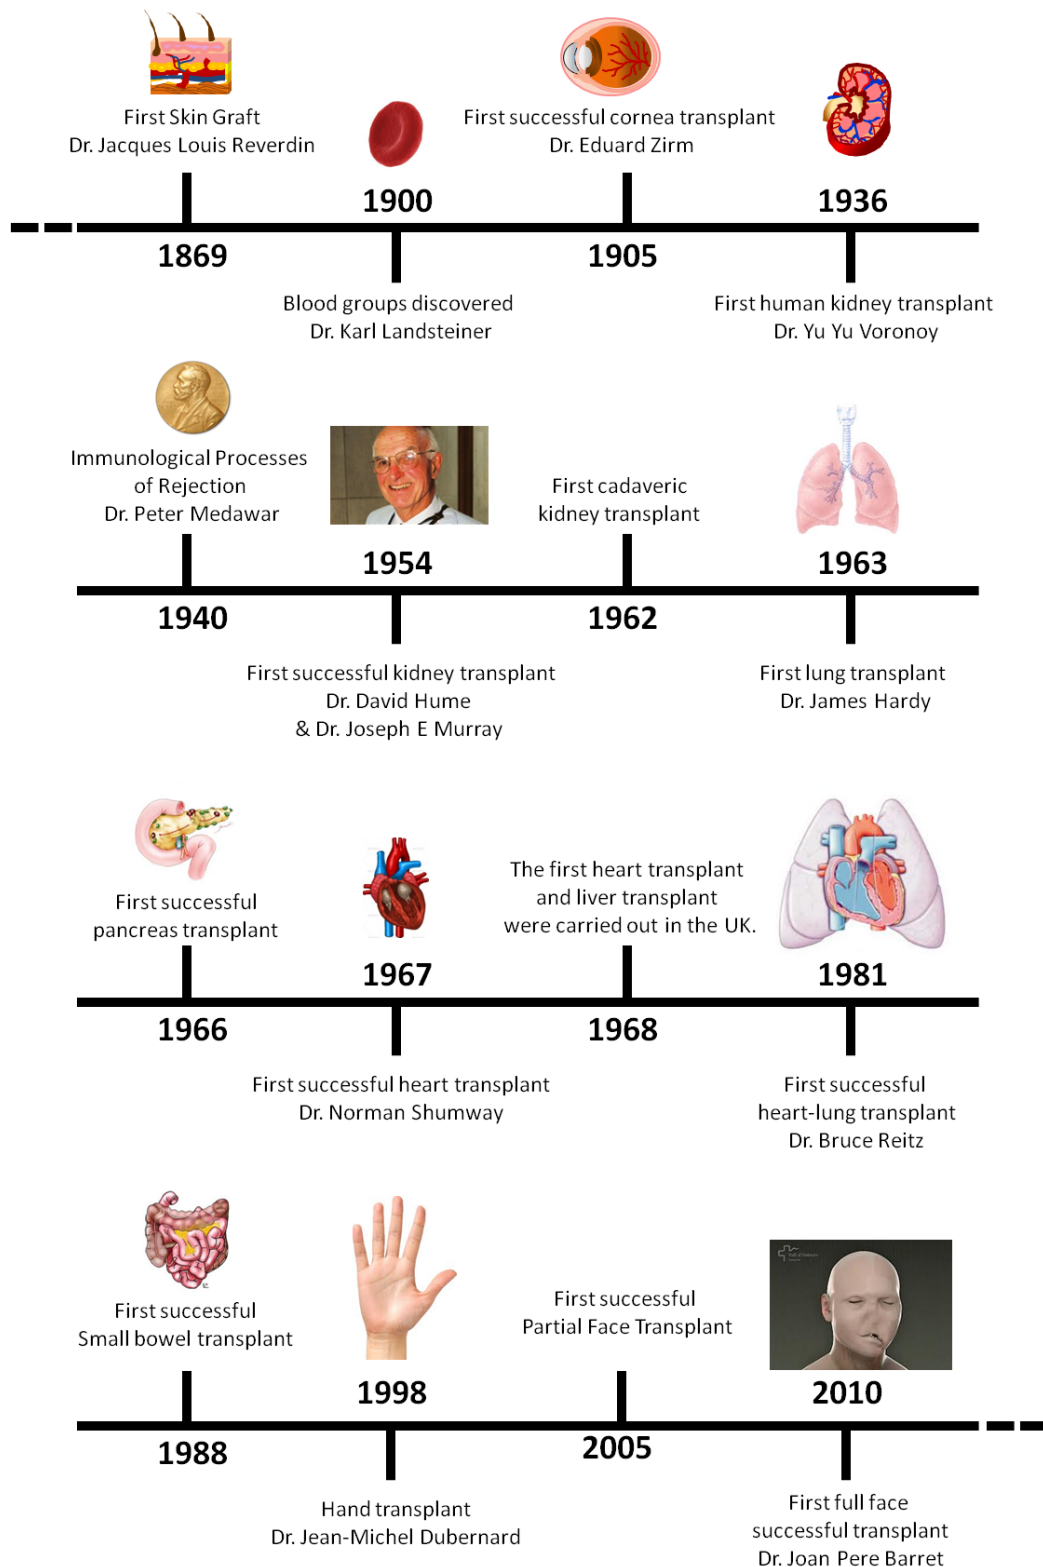 First Skin Graft
Dr. Jacques Louis Reverdin
1869
1900
Blood groups discovered
Dr. Karl Landsteiner
First successful cornea transplant
Dr. Eduard Zirm
1905
1936
First human kidney transplant
Dr. Yu Yu Voronoy
Immunological Processes
of Rejection
Dr. Peter Medawar
1940
1954
First successful kidney transplant
Dr. David Hume
& Dr. Joseph E Murray
First cadaveric
kidney transplant
1962
1963
First lung transplant
Dr. James Hardy
First successful
pancreas transplant
1966
1967
First successful heart transplant
Dr. Norman Shumway
The first heart transplant
and liver transplant
were carried out in the UK.
1968
1981
First successful
heart-lung transplant
Dr. Bruce Reitz
First successful
Small bowel transplant
1988
1998
Hand transplant
Dr. Jean-Michel Dubernard
First successful
Partial Face Transplant
2005
2010
First full face
successful transplant
Dr. Joan Pere Barret